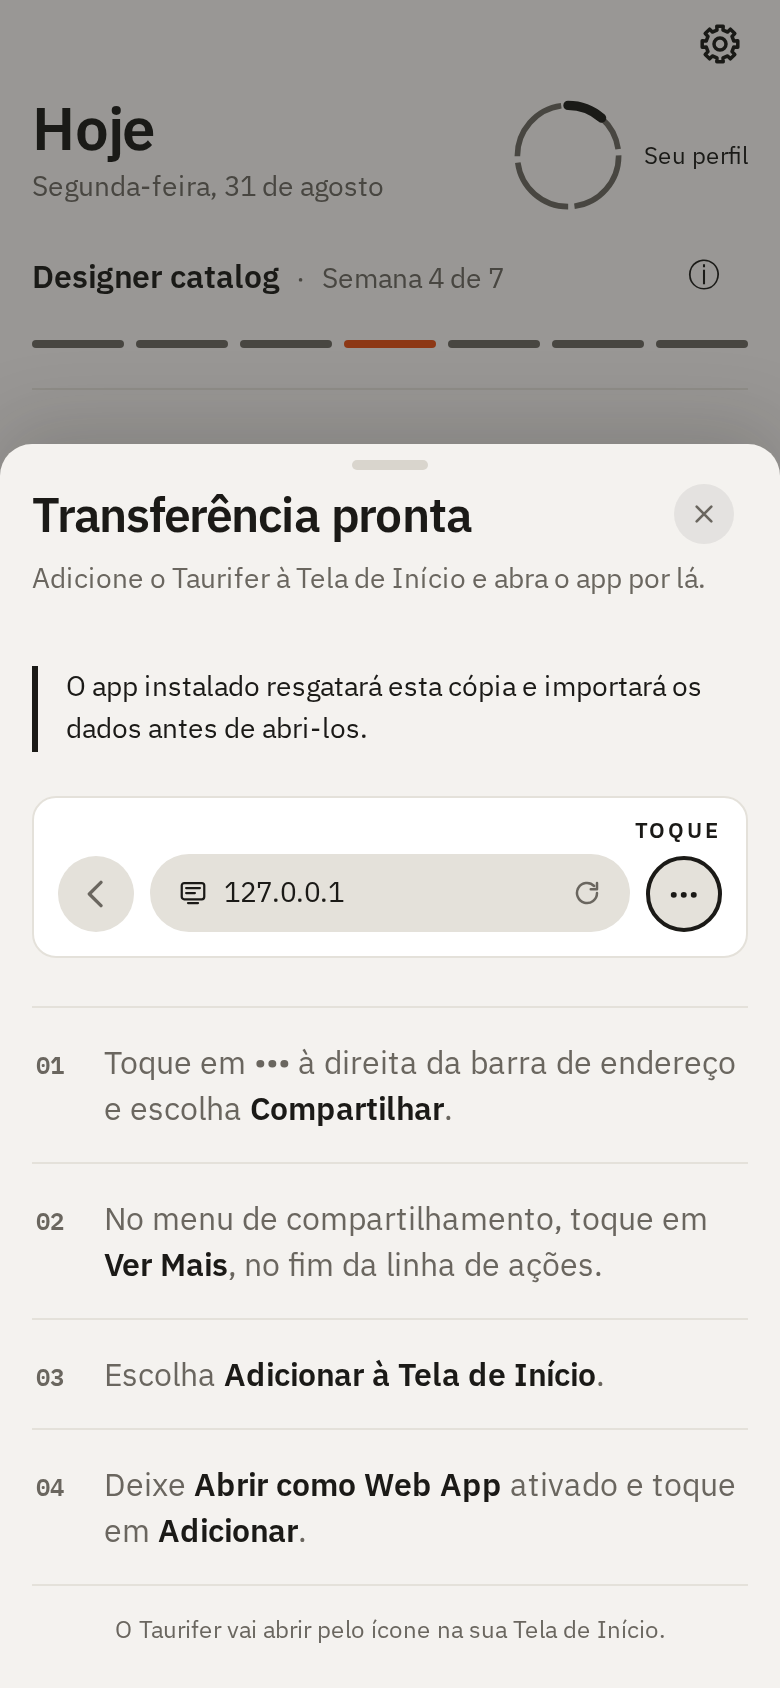 Hoje
Segunda-feira, 31 de agosto
Seu perfil
Designer catalog · Semana 4 de 7
Transferência pronta
Adicione o Taurifer à Tela de Início e abra o app por lá.
O app instalado resgatará esta cópia e importará os
dados antes de abri-los.
TOQUE
127.0.0.1
01 Toque em ••• à direita da barra de endereço
e escolha Compartilhar.
02 No menu de compartilhamento, toque em
Ver Mais, no fim da linha de ações.
03 Escolha Adicionar à Tela de Início.
04 Deixe Abrir como Web App ativado e toque
em Adicionar.
O Taurifer vai abrir pelo ícone na sua Tela de Início.